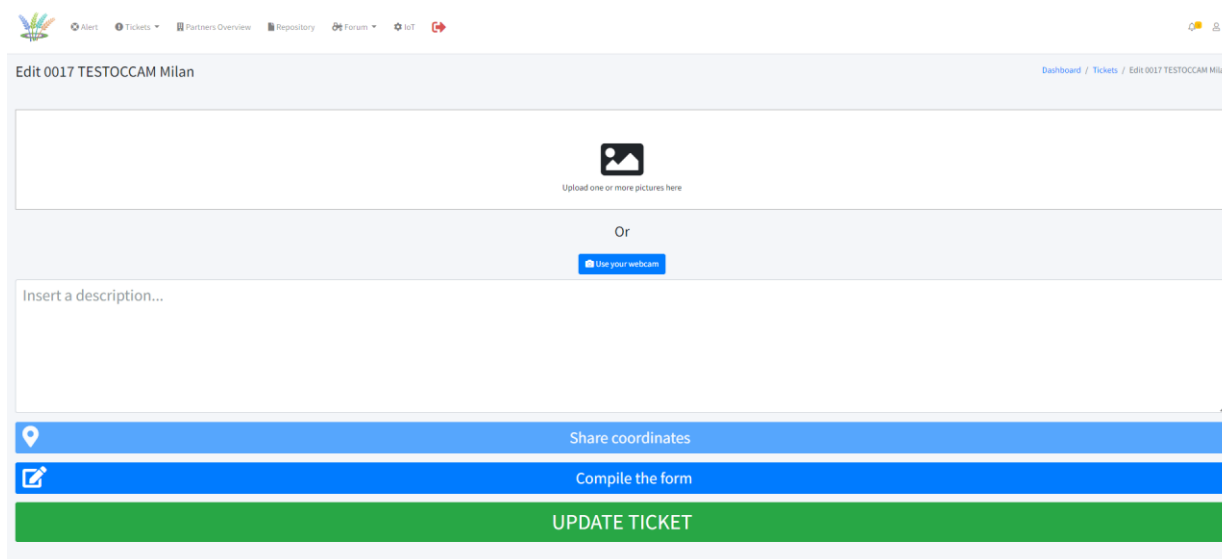 Alert Tickets Partners Overview Repository Forum IoT
Edit 0017 TESTOCCAM Milan
Dashboard / Tickets / Edit 0017 TESTOCCAM
Upload one or more pictures here
Or
Use your webcam
Insert a description...
Share coordinates
Compile the form
UPDATE TICKET